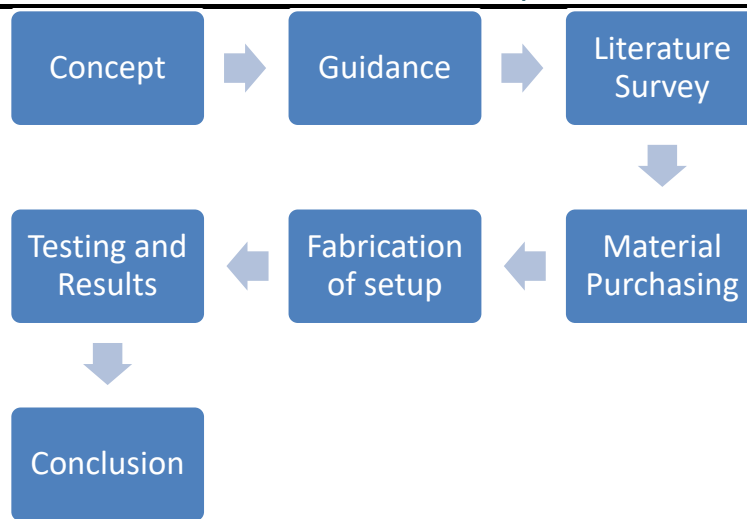 Concept
Guidance
Literature
Survey
Material
Purchasing
Fabrication
of setup
Testing and
Results
Conclusion